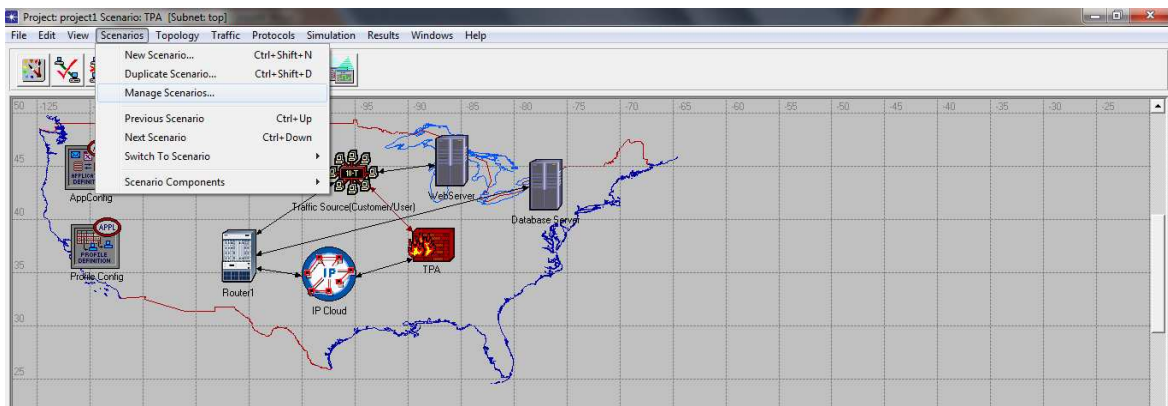 Project: project1 Scenario: TPA [Subnet: top]
File Edit View Scenarios Topology Traffic Protocols Simulation Results Windows Help
New Scenario... Ctrl+Shift+N
Duplicate Scenario... Ctrl+Shift+D
Manage Scenarios...
Previous Scenario Ctrl+Up
Next Scenario Ctrl+Down
Switch To Scenario
Scenario Components
50 -125 -95 -90 -85 -80 -75 -70 -65 -60 -55 -50 -45 -40 -35 -30 -25
45
DEFINIT
AppConfig
10-T
Traffic Source(Customer/User)
WebServer
Database Server
40
APPL
PROFILE
DEFINITION
Profile Config
35
Router1
IP
IP Cloud
TPA
30
25